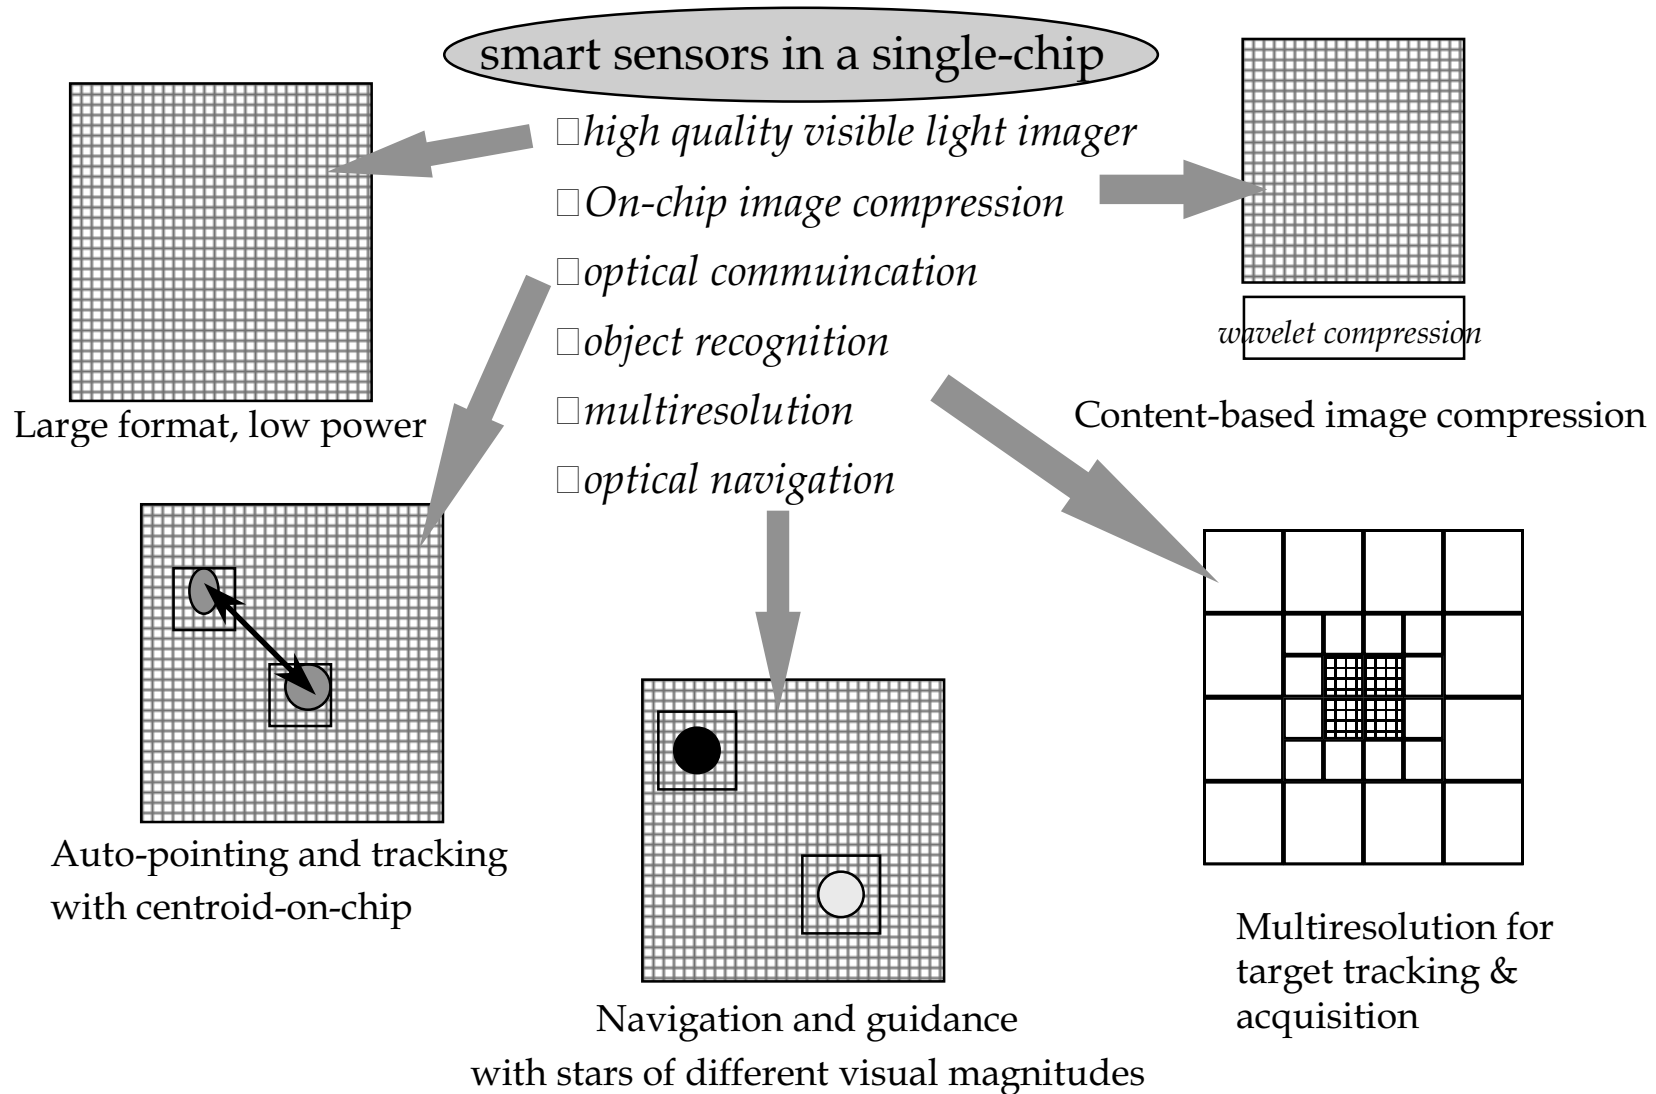 smart sensors in a single-chip
□high quality visible light imager
□On-chip image compression
□optical commuincation
□object recognition
□multiresolution
□optical navigation
Large format, low power
wavelet compression
Content-based image compression
Auto-pointing and tracking
with centroid-on-chip
Navigation and guidance
with stars of different visual magnitudes
Multiresolution for
target tracking &
acquisition